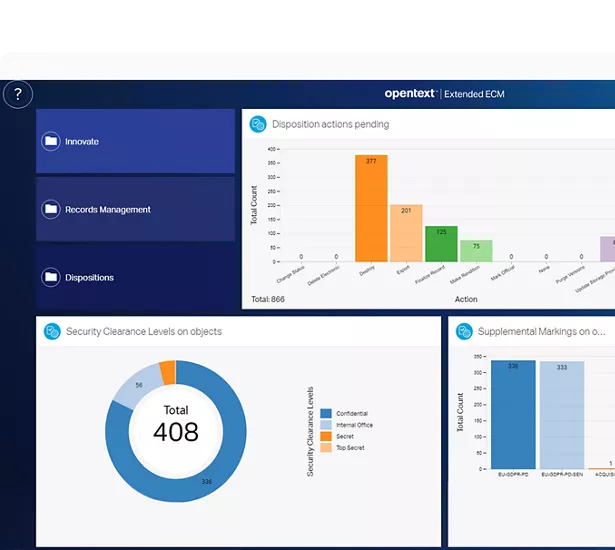 ?
opentext™ | Extended ECM
Innovate
Records Management
Dispositions
Disposition actions pending
Total Count
400
350
300
250
200
150
100
50
0
0
0
377
201
125
75
0
0
0
Change Status
Delete Electronic
Destroy
Export
Finalize Record
Make Rendition
Mark Official
None
Purge Versions
Update Storage
Total: 866
Action
Security Clearance Levels on objects
56
Total
408
336
Security Clearance Levels
Confidential
Internal Office
Secret
Top Secret
Supplemental Markings on o...
Total Count
350
300
250
200
150
100
50
0
336
333
1
EU-GDPR-PD
EU-GDPR-PD-SEN
ACQUIS